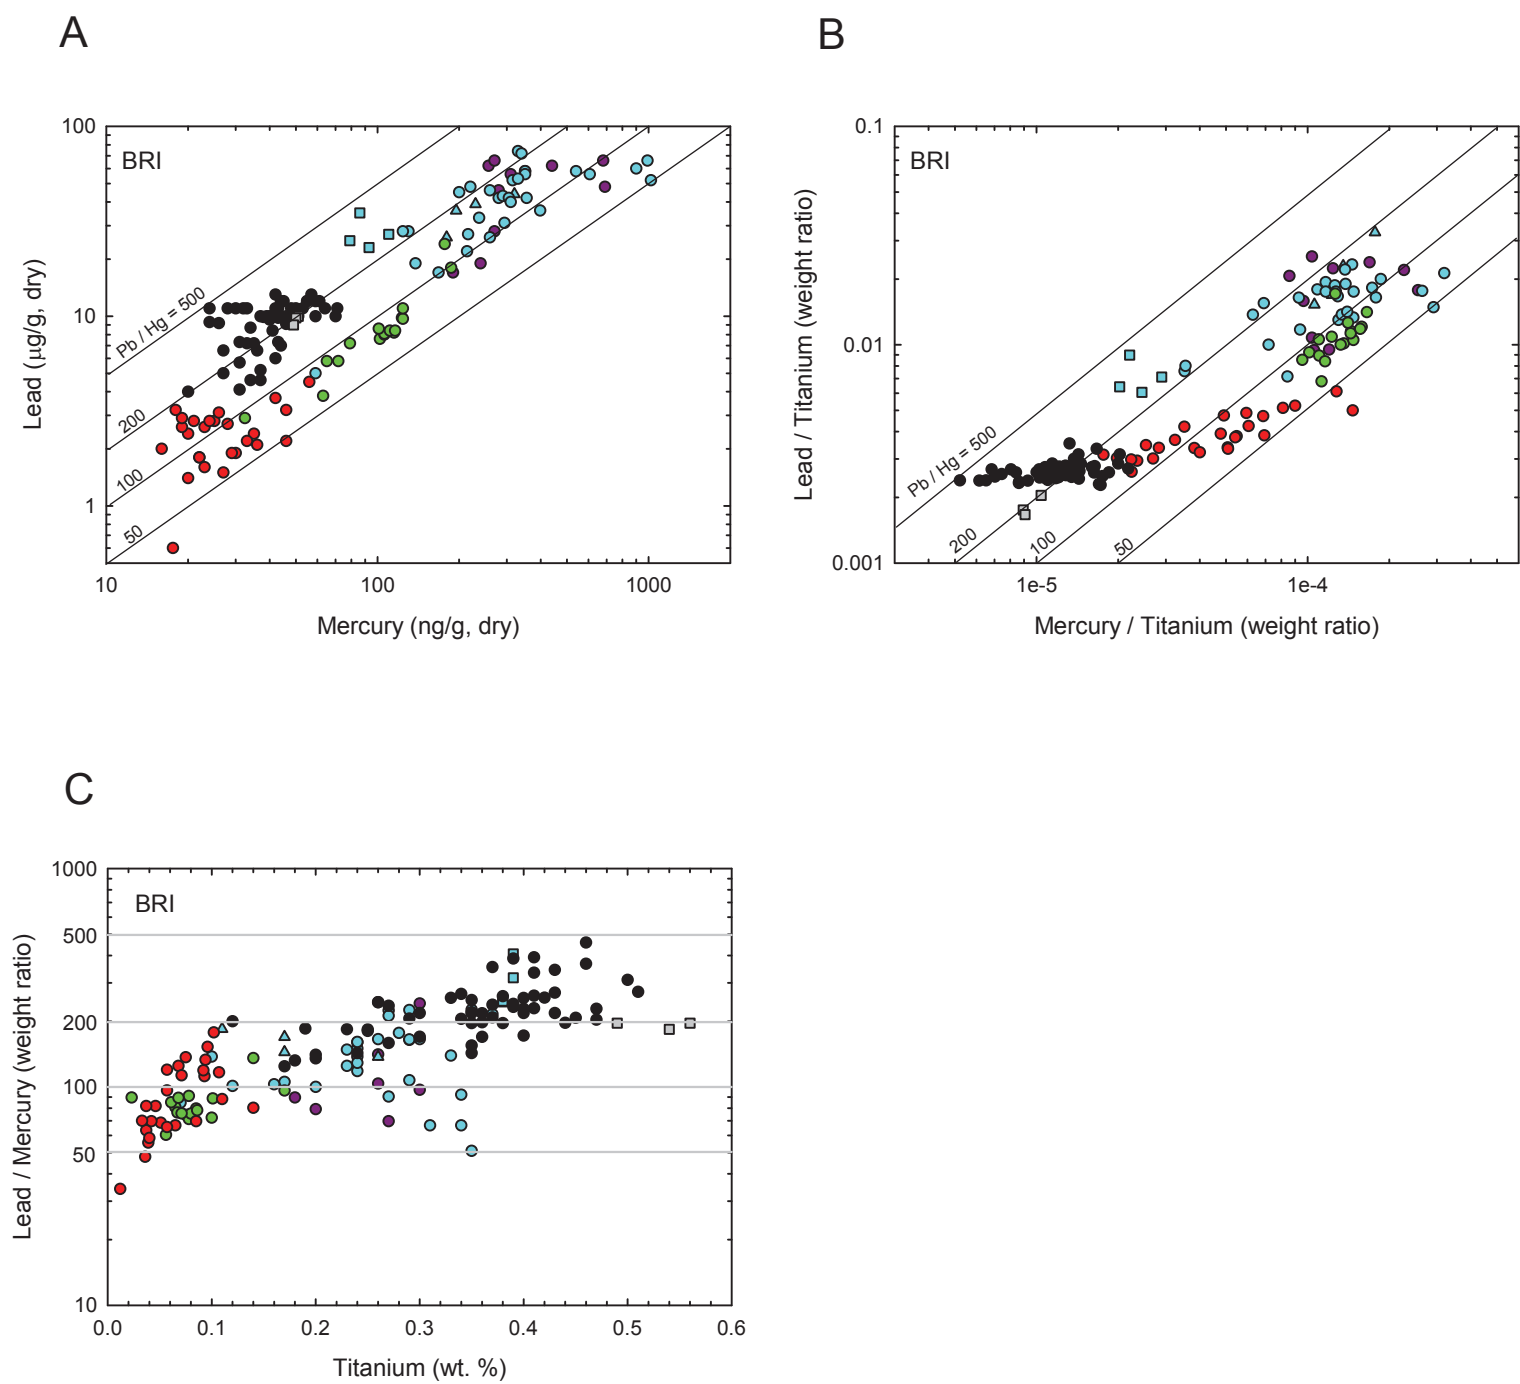 A
100
10
1
Lead (µg/g, dry)
BRI
Pb / Hg = 500
200
100
50
10
100
1000
Mercury (ng/g, dry)
B
0.1
0.01
0.001
Lead / Titanium (weight ratio)
BRI
Pb / Hg = 500
200
100
50
1e-5
1e-4
Mercury / Titanium (weight ratio)
C
1000
500
200
100
50
10
Lead / Mercury (weight ratio)
BRI
0.0
0.1
0.2
0.3
0.4
0.5
0.6
Titanium (wt. %)